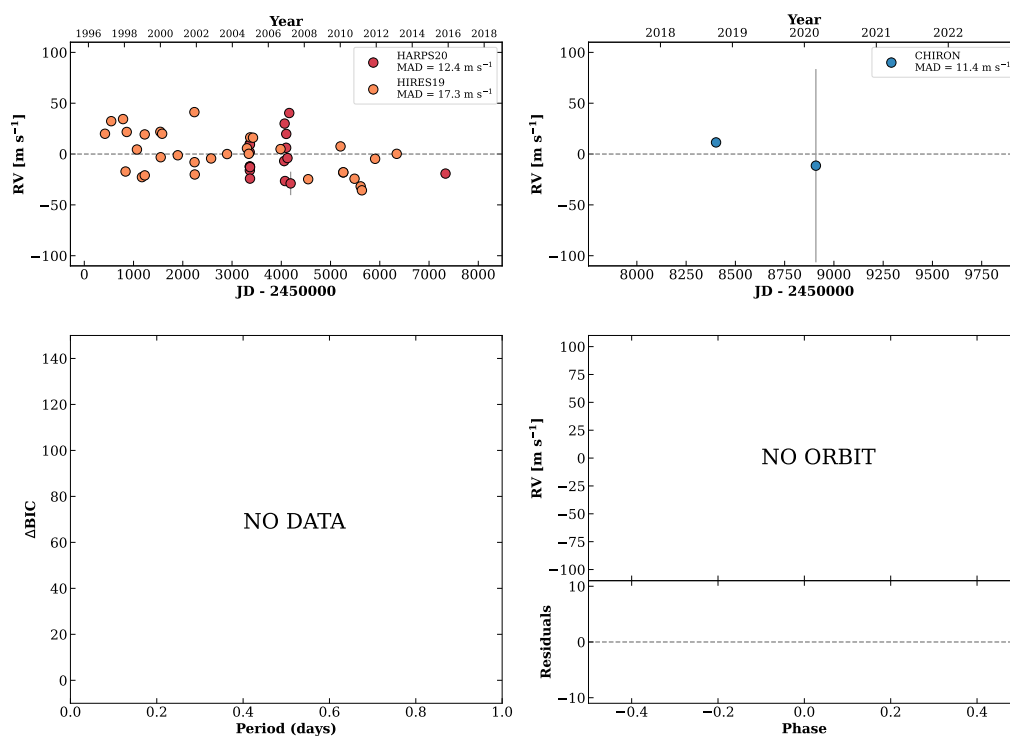 Year
1996 1998 2000 2002 2004 2006 2008 2010 2012 2014 2016 2018
HARPS20
MAD = 12.4 m s⁻¹
HIRES19
MAD = 17.3 m s⁻¹
RV [m s⁻¹]
100
50
0
−50
−100
0 1000 2000 3000 4000 5000 6000 7000 8000
JD - 2450000
Year
2018 2019 2020 2021 2022
CHIRON
MAD = 11.4 m s⁻¹
RV [m s⁻¹]
100
50
0
−50
−100
8000 8250 8500 8750 9000 9250 9500 9750
JD - 2450000
ΔBIC
140
120
100
80
60
40
20
0
NO DATA
0.0 0.2 0.4 0.6 0.8 1.0
Period (days)
RV [m s⁻¹]
100
75
50
25
0
−25
−50
−75
−100
NO ORBIT
Residuals
10
0
−10
−0.4 −0.2 0.0 0.2 0.4
Phase